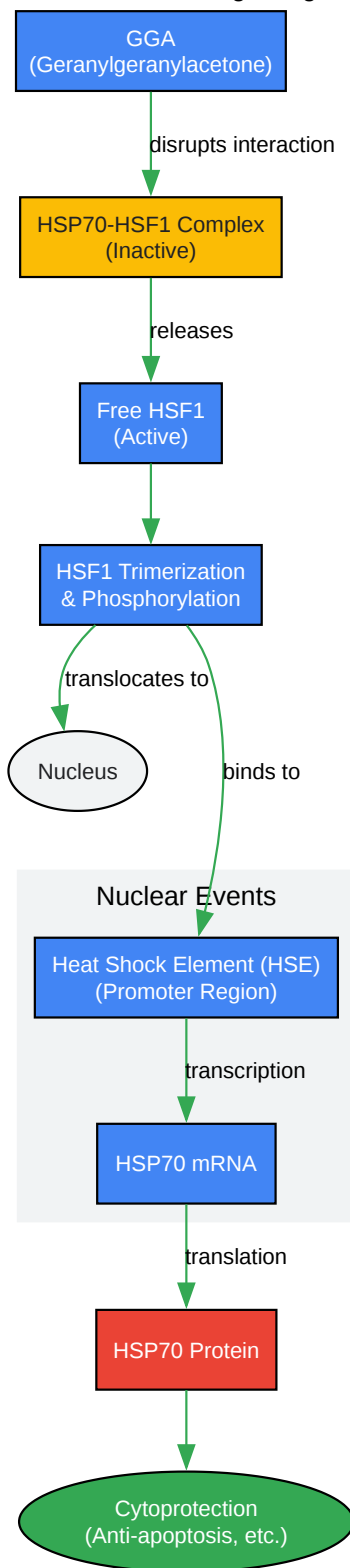 GGA
(Geranylgeranylacetone)
disrupts interaction
HSP70-HSF1 Complex
(Inactive)
releases
Free HSF1
(Active)
HSF1 Trimerization
& Phosphorylation
translocates to
Nucleus
binds to
Nuclear Events
Heat Shock Element (HSE)
(Promoter Region)
transcription
HSP70 mRNA
translation
HSP70 Protein
Cytoprotection
(Anti-apoptosis, etc.)